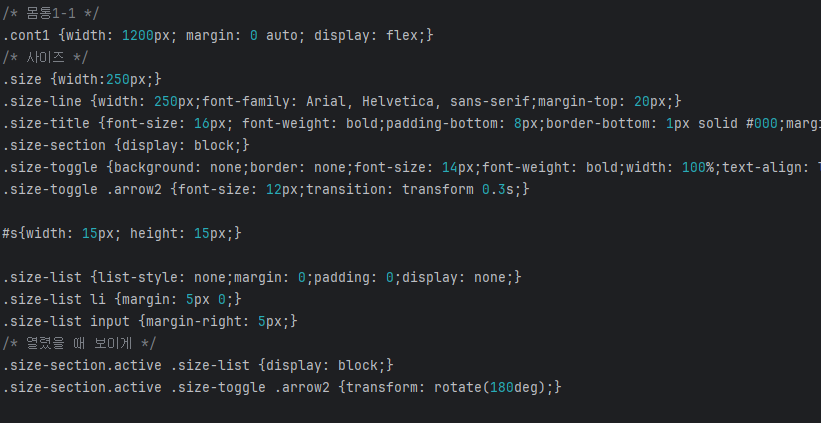 /* 몸통1-1 */
.cont1 {width: 1200px; margin: 0 auto; display: flex;}
/* 사이즈 */
.size {width:250px;}
.size-line {width: 250px;font-family: Arial, Helvetica, sans-serif;margin-top: 20px;}
.size-title {font-size: 16px; font-weight: bold;padding-bottom: 8px;border-bottom: 1px solid #000;marg
.size-section {display: block;}
.size-toggle {background: none;border: none;font-size: 14px;font-weight: bold;width: 100%;text-align:
.size-toggle .arrow2 {font-size: 12px;transition: transform 0.3s;}
#s{width: 15px; height: 15px;}
.size-list {list-style: none;margin: 0;padding: 0;display: none;}
.size-list li {margin: 5px 0;}
.size-list input {margin-right: 5px;}
/* 열렸을 때 보이게 */
.size-section.active .size-list {display: block;}
.size-section.active .size-toggle .arrow2 {transform: rotate(180deg);}